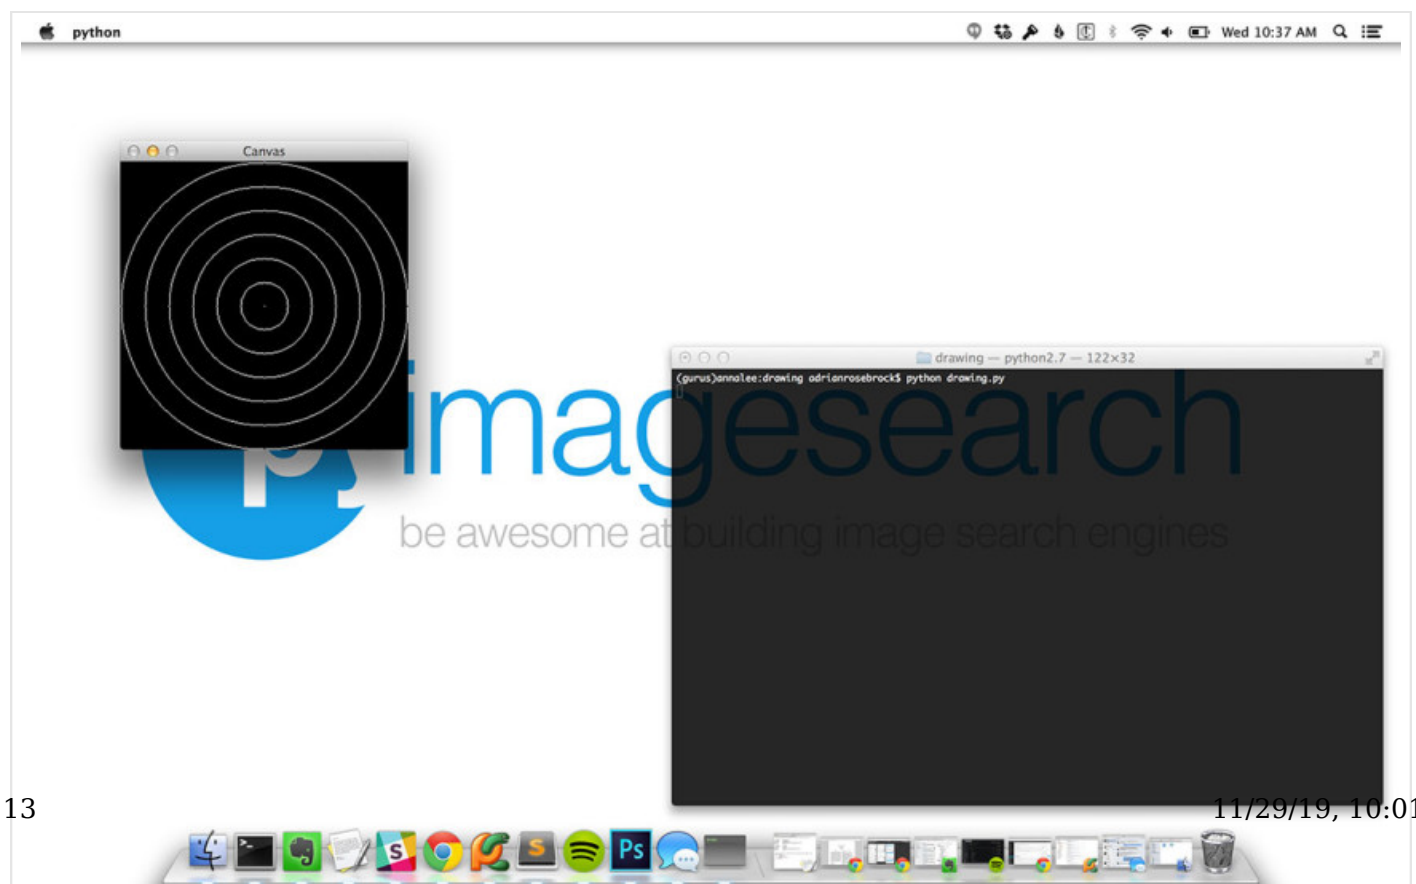 python
Wed 10:37 AM
Canvas
drawing — python2.7 — 122×32
(gurus)annalee:drawing adrianrosebrock$ python drawing.py
imagesearch
be awesome at building image search engines
13
11/29/19, 10:01
S
S
Ps